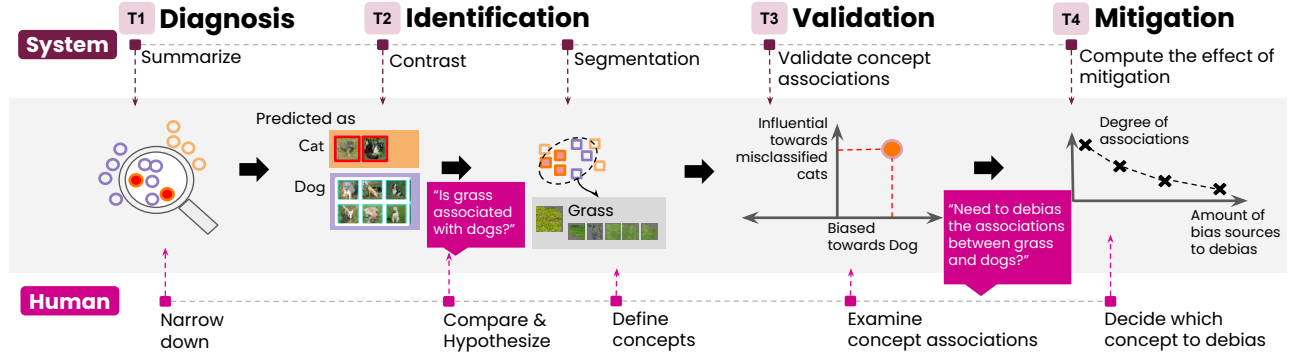 T1 Diagnosis
T2 Identification
T3 Validation
T4 Mitigation
System
Summarize
Contrast
Segmentation
Validate concept
associations
Compute the effect of
mitigation
Predicted as
Cat
Dog
“Is grass
associated
with dogs?”
Grass
Influential
towards
misclassified
cats
Biased
towards Dog
“Need to debias
the associations
between grass
and dogs?”
Degree of
associations
Amount of
bias sources
to debias
Human
Narrow
down
Compare &
Hypothesize
Define
concepts
Examine
concept associations
Decide which
concept to debias